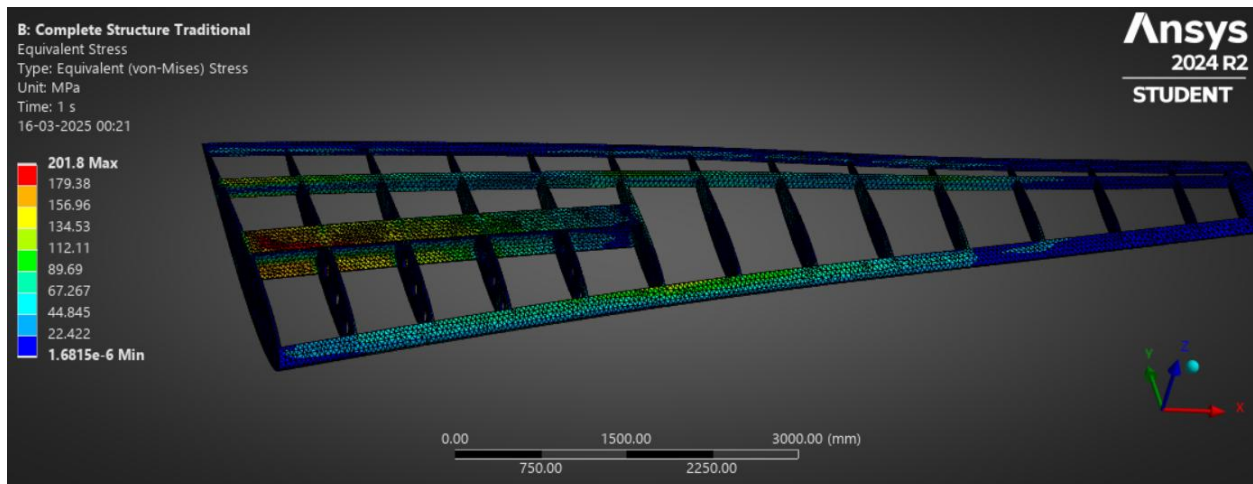 B: Complete Structure Traditional
Equivalent Stress
Type: Equivalent (von-Mises) Stress
Unit: MPa
Time: 1 s
16-03-2025 00:21
Ansys
2024 R2
STUDENT
201.8 Max
179.38
156.96
134.53
112.11
89.69
67.267
44.845
22.422
1.6815e-6 Min
0.00 1500.00 3000.00 (mm)
750.00 2250.00
Y
Z
X